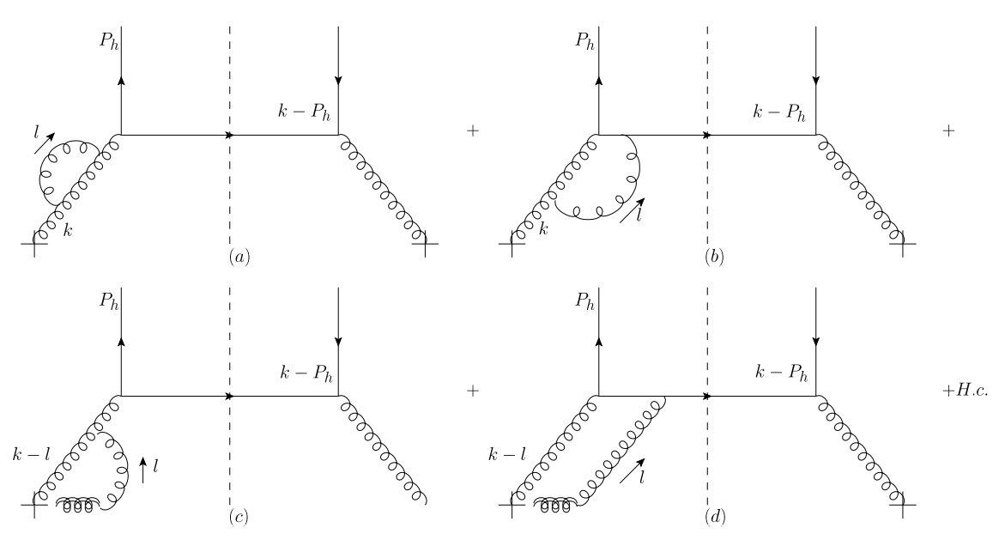 P_h P_h
k − P_h k − P_h
l + +
k l k l
(a) (b)
P_h P_h
k − P_h k − P_h
+ +H.c.
k − l l k − l l
(c) (d)